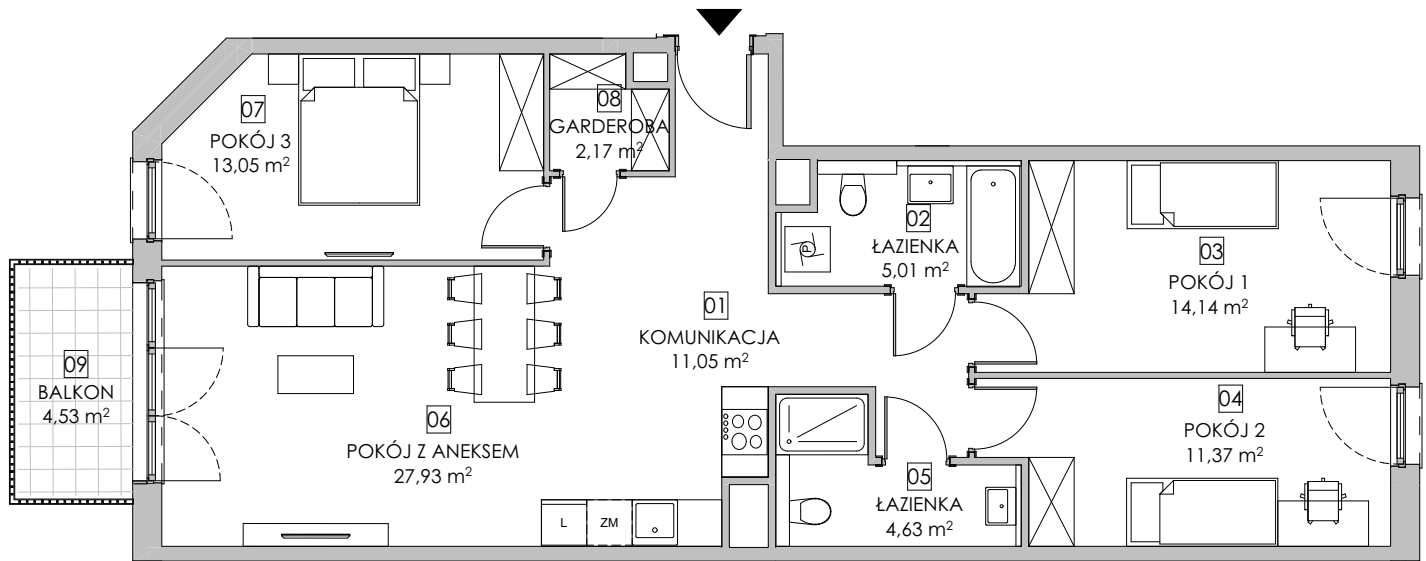 07
POKÓJ 3
13,05 m²
08
GARDEROBA
2,17 m²
02
ŁAZIENKA
5,01 m²
03
POKÓJ 1
14,14 m²
01
KOMUNIKACJA
11,05 m²
09
BALKON
4,53 m²
06
POKÓJ Z ANEKSEM
27,93 m²
04
POKÓJ 2
11,37 m²
05
ŁAZIENKA
4,63 m²
L
ZM
P